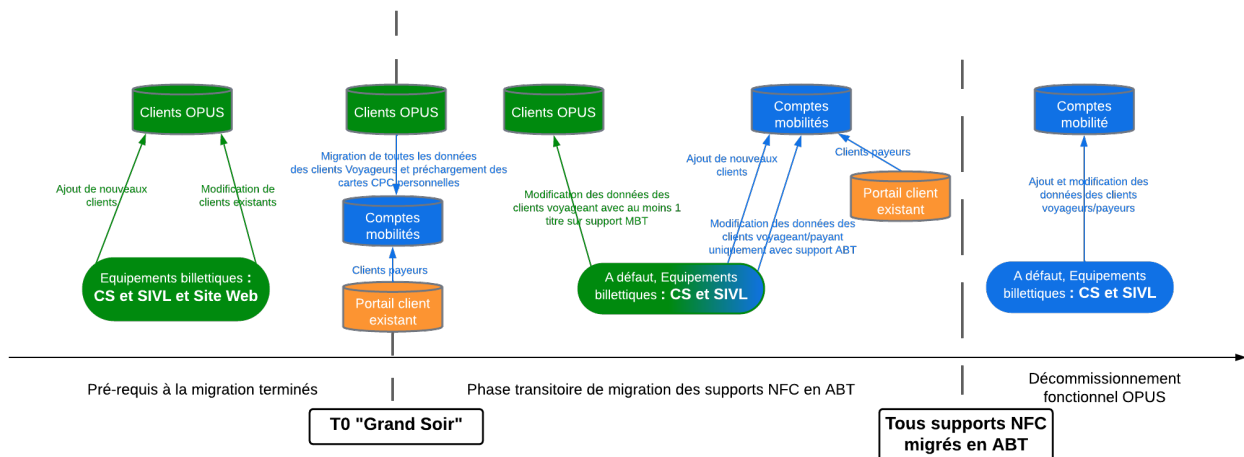 Clients OPUS
Ajout de nouveaux
clients
Modification de
clients existants
Equipements billettiques :
CS et SIVL et Site Web
Clients OPUS
Migration de toutes les données
des clients Voyageurs et préchargement des
cartes CPC personnelles
Comptes
mobilités
Clients payeurs
Portail client
existant
Clients OPUS
Modification des données des
clients voyageant avec au moins 1
titre sur support MBT
Comptes
mobilités
Ajout de nouveaux
clients
Clients payeurs
Portail client
existant
Modification des données des
clients voyageant/payant
uniquement avec support ABT
A défaut, Equipements
billettiques : CS et SIVL
Comptes
mobilité
Ajout et modification des
données des clients
voyageurs/payeurs
A défaut, Equipements
billettiques : CS et SIVL
Pré-requis à la migration terminés
Phase transitoire de migration des supports NFC en ABT
Décommissionnement
fonctionnel OPUS
T0 "Grand Soir"
Tous supports NFC
migrés en ABT